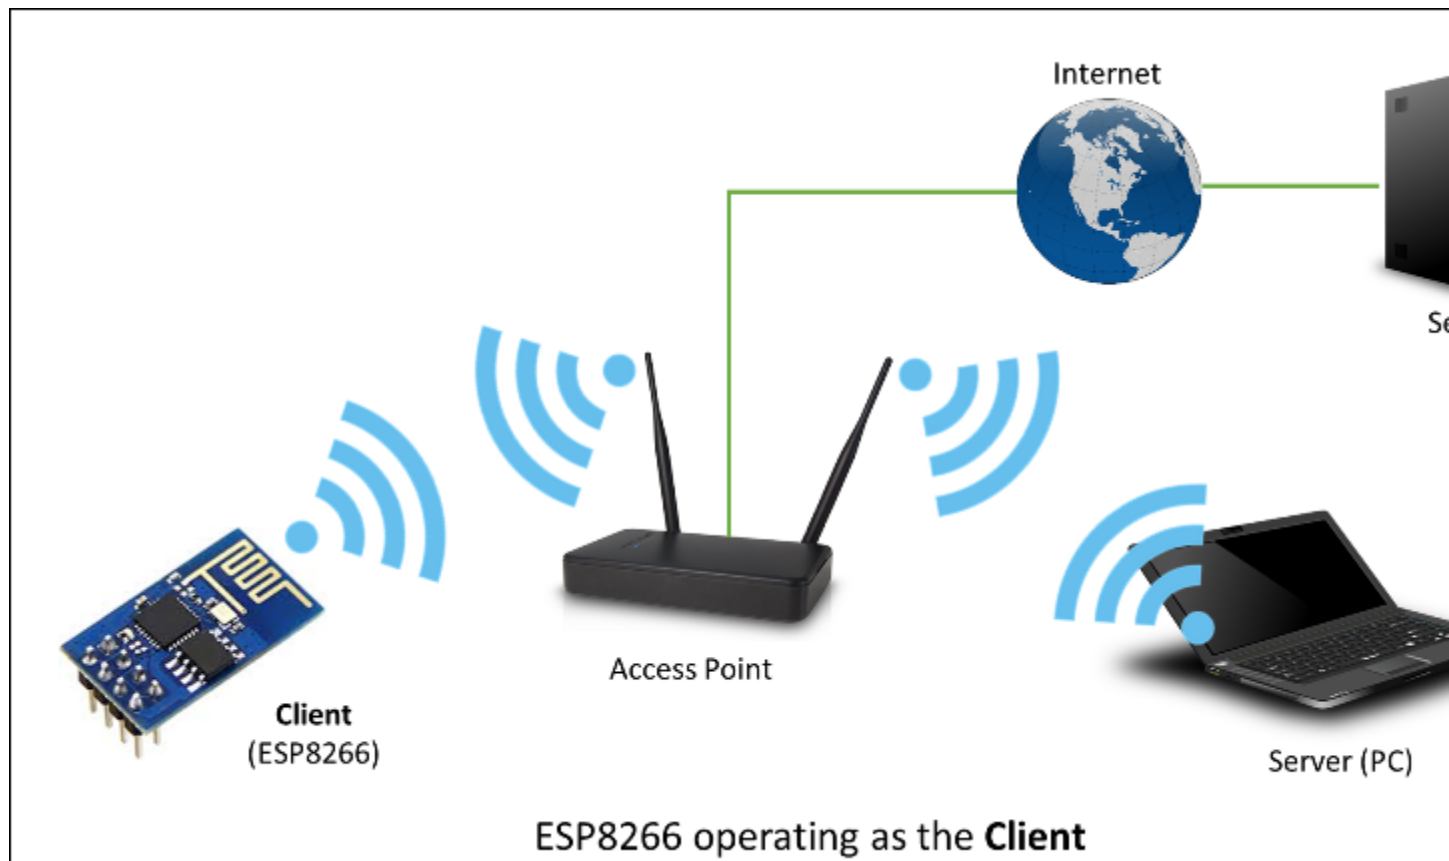 Internet
Access Point
Client
(ESP8266)
Server (PC)
ESP8266 operating as the Client